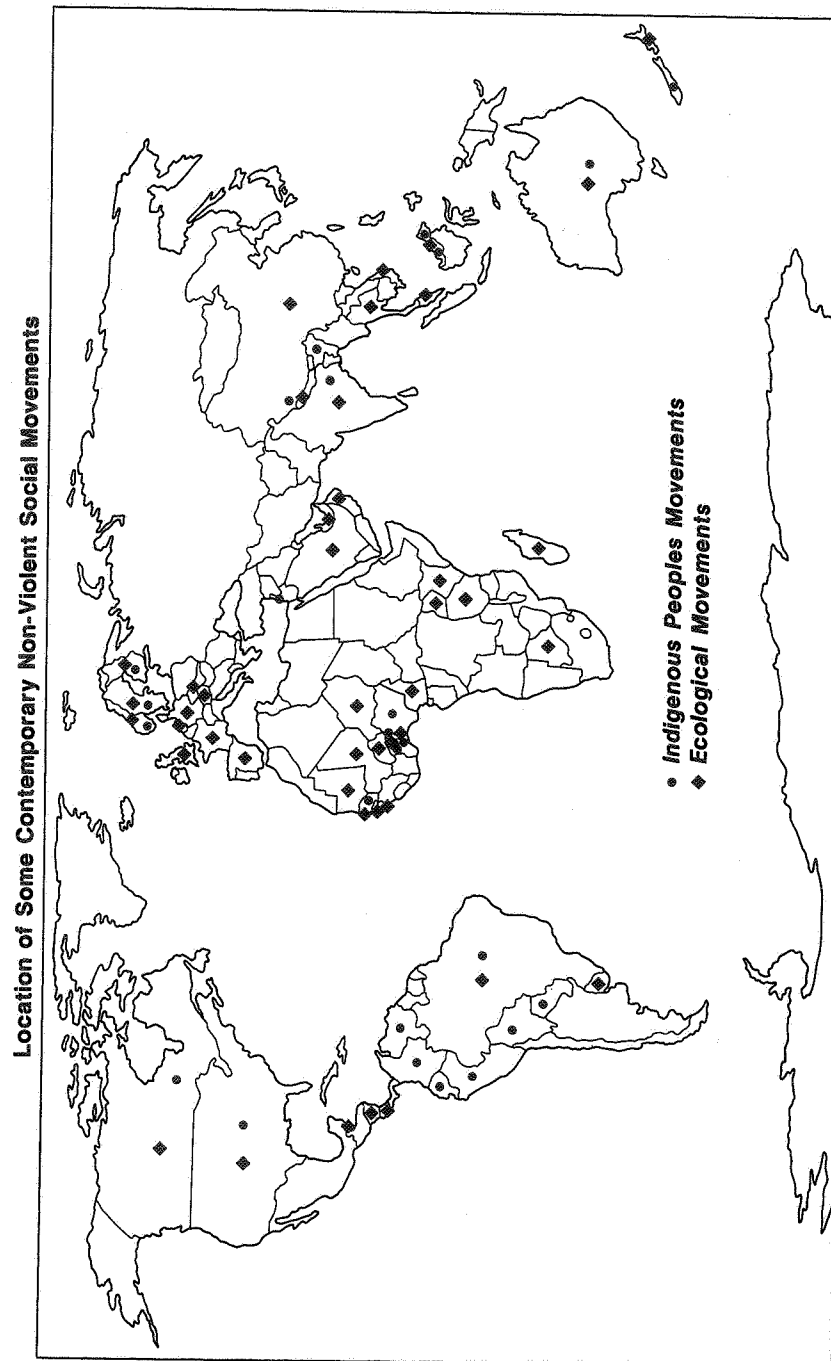 Location of Some Contemporary Non-Violent Social Movements
Indigenous Peoples Movements
Ecological Movements